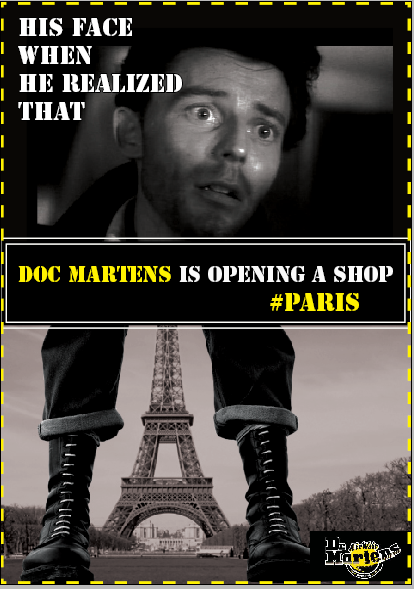 HIS FACE
WHEN
HE REALIZED
THAT
DOC MARTENS IS OPENING A SHOP
#PARIS
Dr.
Martens